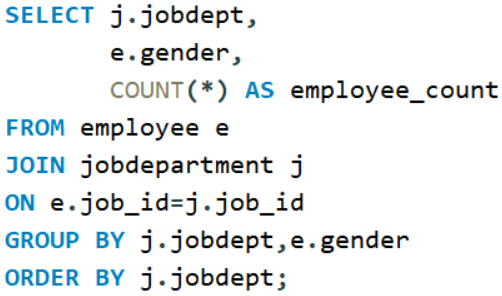 SELECT j.jobdept,
e.gender,
COUNT(*) AS employee_count
FROM employee e
JOIN jobdepartment j
ON e.job_id=j.job_id
GROUP BY j.jobdept,e.gender
ORDER BY j.jobdept;